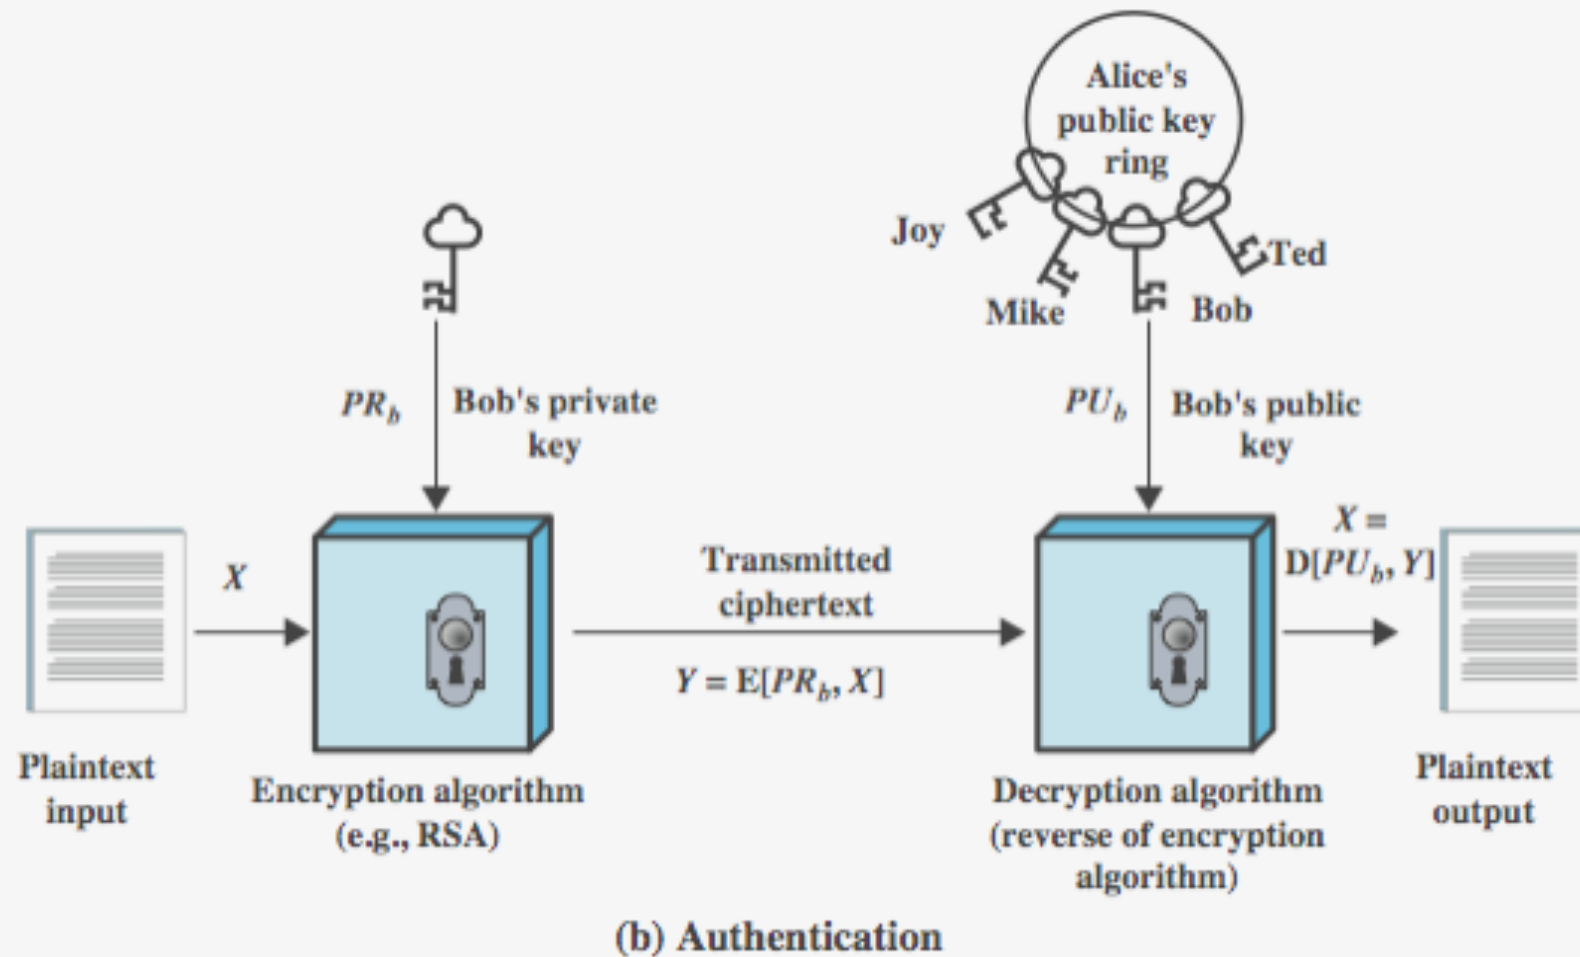 Alice's
public key
ring
Joy
Ted
Mike
Bob
PR_b
Bob's private
key
PU_b
Bob's public
key
X
Transmitted
ciphertext
Y = E[PR_b, X]
X =
D[PU_b, Y]
Plaintext
input
Encryption algorithm
(e.g., RSA)
Decryption algorithm
(reverse of encryption
algorithm)
Plaintext
output
(b) Authentication